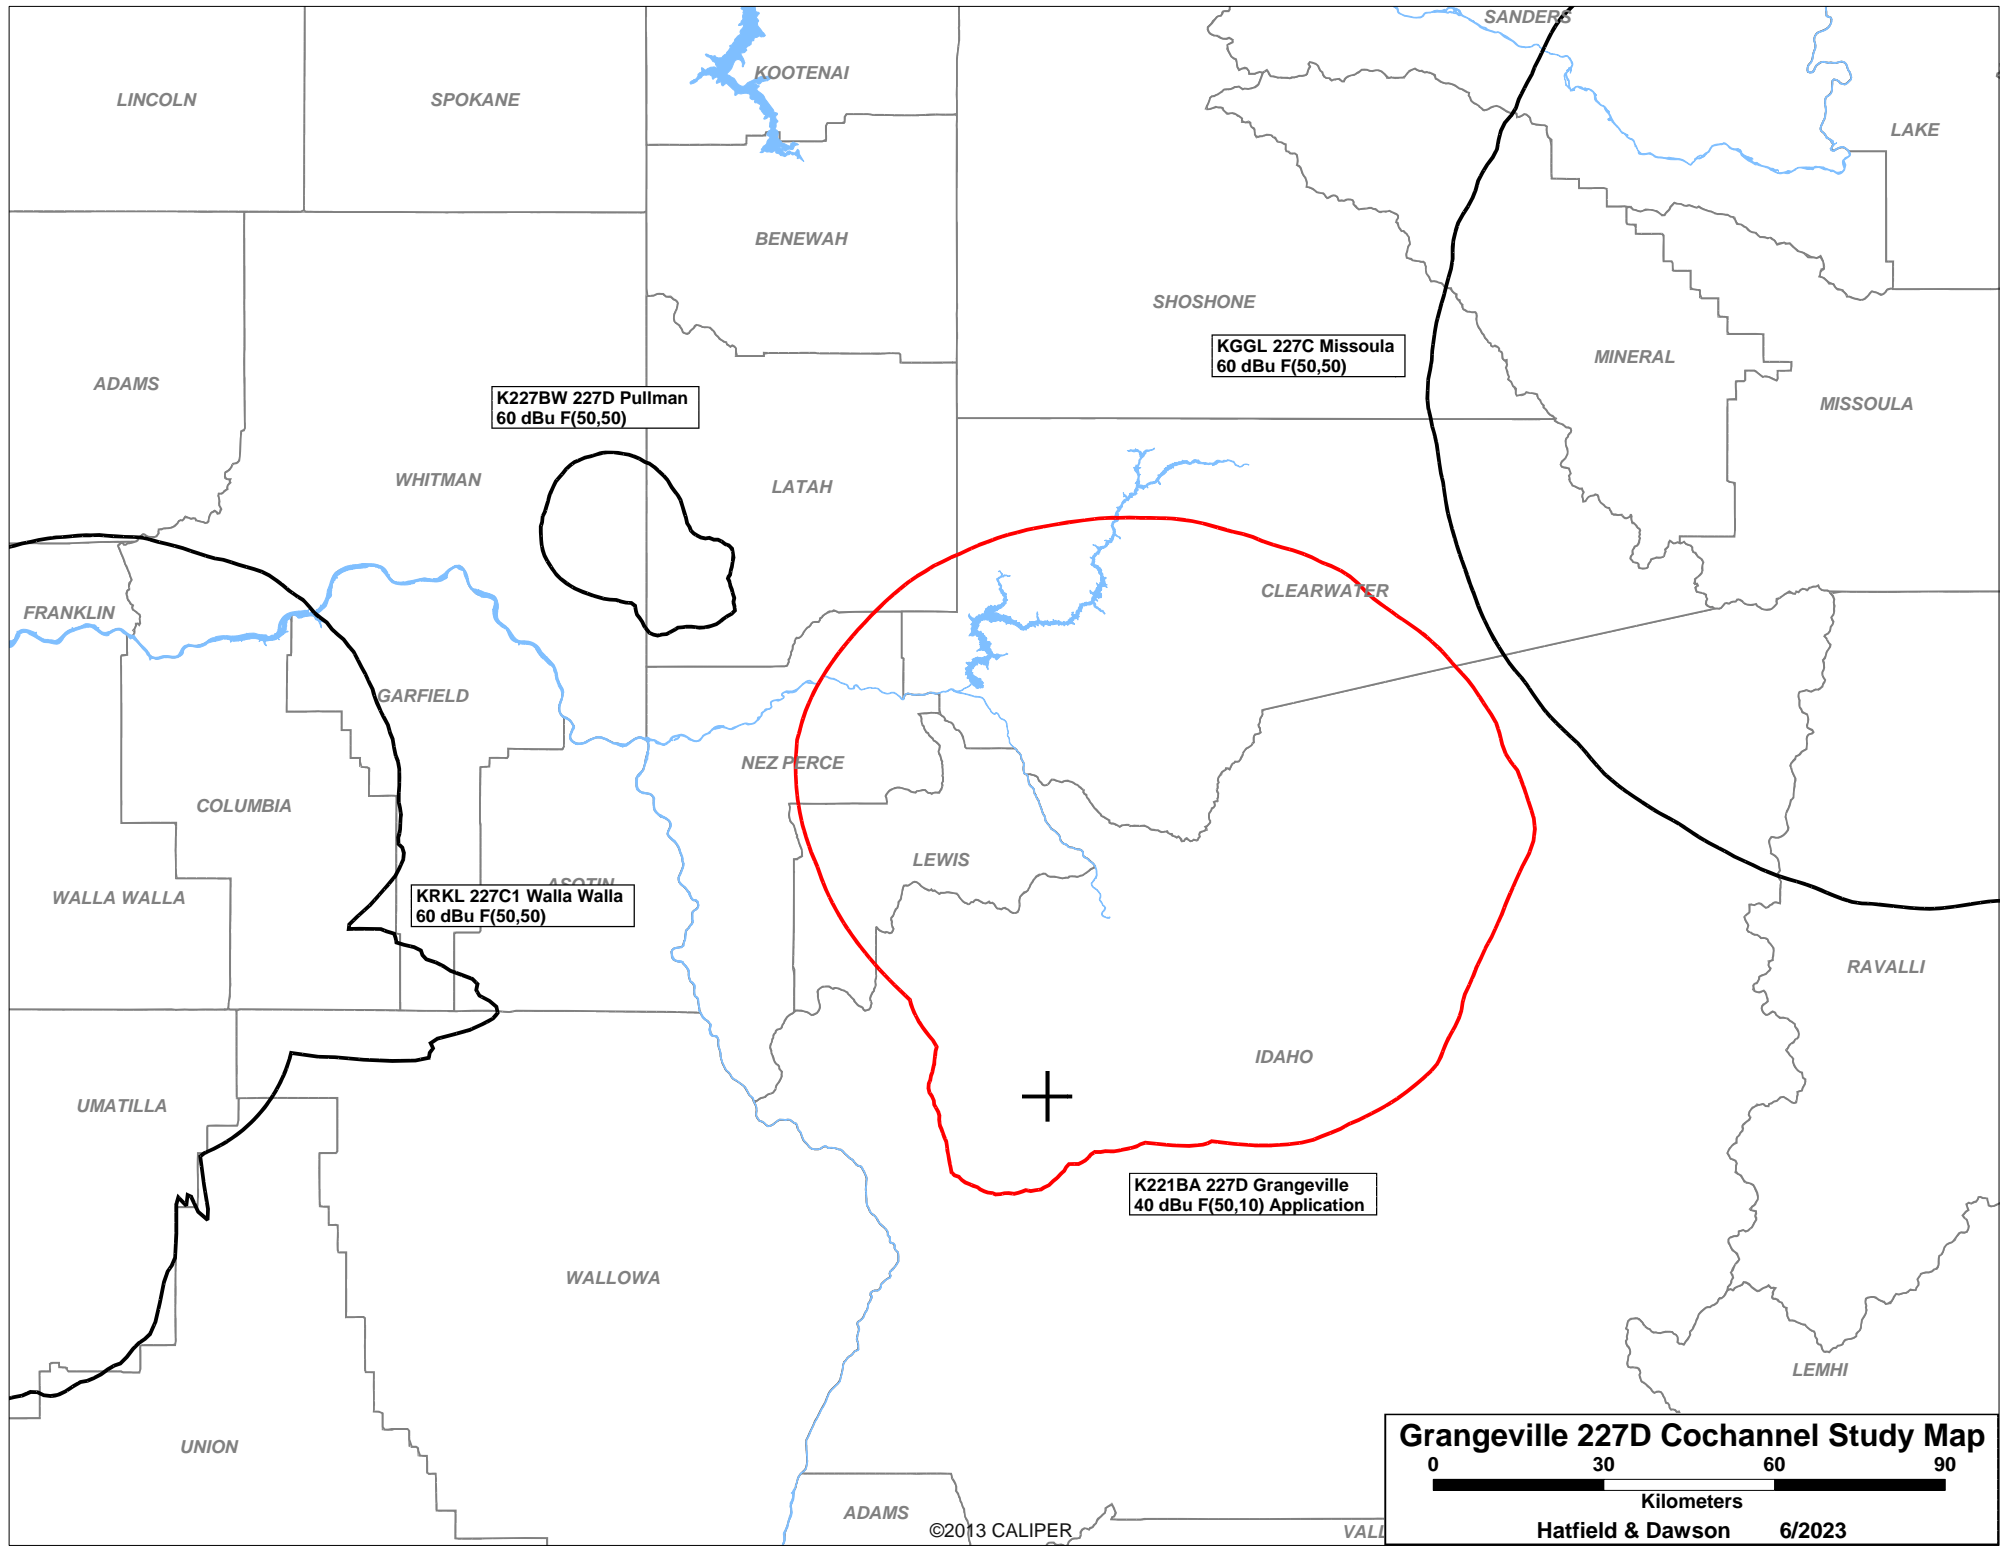 SANDERS
KOOTENAI
LINCOLN
SPOKANE
LAKE
BENEWAH
SHOSHONE
KGGL 227C Missoula
60 dBu F(50,50)
MINERAL
ADAMS
K227BW 227D Pullman
60 dBu F(50,50)
MISSOULA
WHITMAN
LATAH
CLEARWATER
FRANKLIN
GARFIELD
NEZ PERCE
COLUMBIA
LEWIS
ASOTIN
WALLA WALLA
KRKL 227C1 Walla Walla
60 dBu F(50,50)
RAVALLI
IDAHO
UMATILLA
K221BA 227D Grangeville
40 dBu F(50,10) Application
WALLOWA
LEMHI
UNION
Grangeville 227D Cochannel Study Map
0 30 60 90
Kilometers
ADAMS
©2013 CALIPER
VALL
Hatfield & Dawson 6/2023